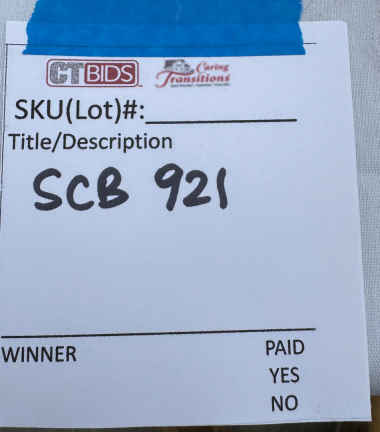 CTBIDS Caring Transitions
SKU(Lot)#:
Title/Description
SCB 921
WINNER PAID
YES
NO